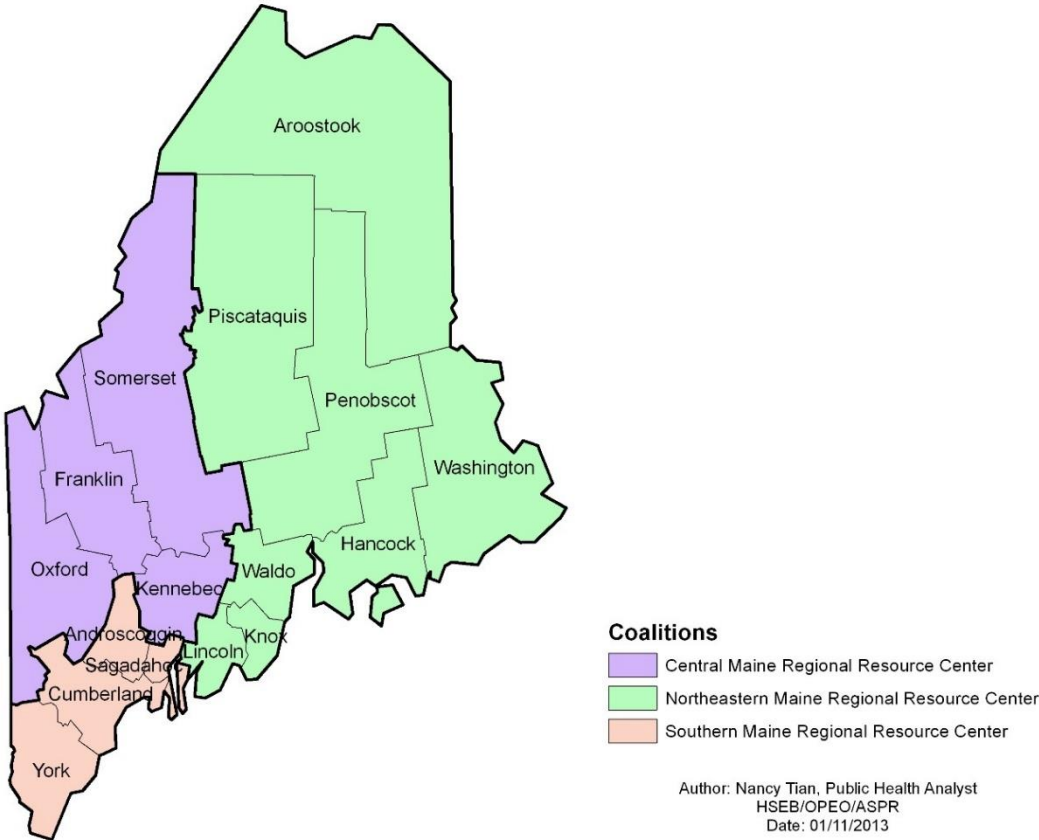 Aroostook
Piscataquis
Somerset
Penobscot
Washington
Franklin
Hancock
Oxford
Waldo
Kennebec
Androscoggin
Knox
Lincoln
Sagadahoc
Cumberland
York
Coalitions
Central Maine Regional Resource Center
Northeastern Maine Regional Resource Center
Southern Maine Regional Resource Center
Author: Nancy Tian, Public Health Analyst
HSEB/OPEO/ASPR
Date: 01/11/2013